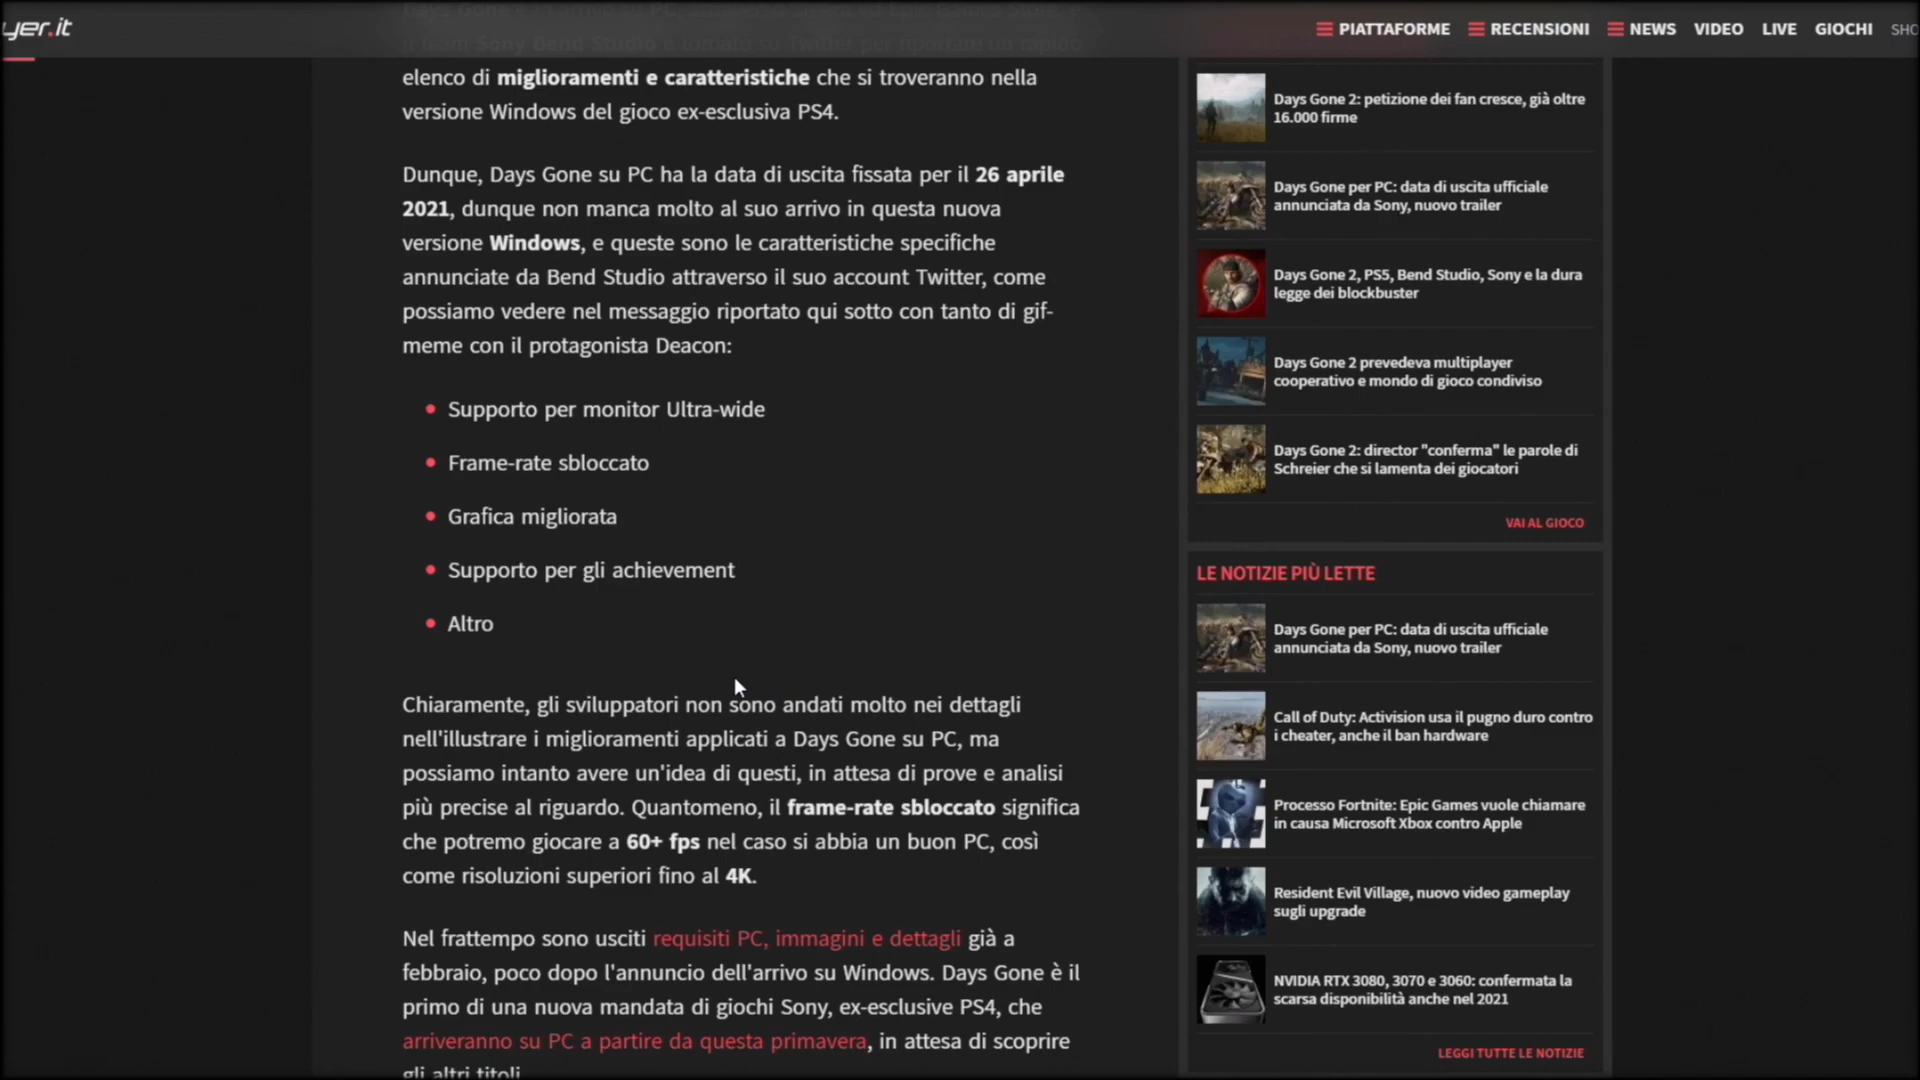 yer.it
PIATTAFORME
RECENSIONI
NEWS
VIDEO
LIVE
GIOCHI
SHO
elenco di miglioramenti e caratteristiche che si troveranno nella
versione Windows del gioco ex-esclusiva PS4.
Dunque, Days Gone su PC ha la data di uscita fissata per il 26 aprile
2021, dunque non manca molto al suo arrivo in questa nuova
versione Windows, e queste sono le caratteristiche specifiche
annunciate da Bend Studio attraverso il suo account Twitter, come
possiamo vedere nel messaggio riportato qui sotto con tanto di gif-
meme con il protagonista Deacon:
Supporto per monitor Ultra-wide
Frame-rate sbloccato
Grafica migliorata
Supporto per gli achievement
Altro
Chiaramente, gli sviluppatori non sono andati molto nei dettagli
nell'illustrare i miglioramenti applicati a Days Gone su PC, ma
possiamo intanto avere un'idea di questi, in attesa di prove e analisi
più precise al riguardo. Quantomeno, il frame-rate sbloccato significa
che potremo giocare a 60+ fps nel caso si abbia un buon PC, così
come risoluzioni superiori fino al 4K.
Nel frattempo sono usciti requisiti PC, immagini e dettagli già a
febbraio, poco dopo l'annuncio dell'arrivo su Windows. Days Gone è il
primo di una nuova mandata di giochi Sony, ex-esclusive PS4, che
arriveranno su PC a partire da questa primavera, in attesa di scoprire
gli altri titoli
Days Gone 2: petizione dei fan cresce, già oltre
16.000 firme
Days Gone per PC: data di uscita ufficiale
annunciata da Sony, nuovo trailer
Days Gone 2, PS5, Bend Studio, Sony e la dura
legge dei blockbuster
Days Gone 2 prevedeva multiplayer
cooperativo e mondo di gioco condiviso
Days Gone 2: director "conferma" le parole di
Schreier che si lamenta dei giocatori
VAI AL GIOCO
LE NOTIZIE PIÙ LETTE
Days Gone per PC: data di uscita ufficiale
annunciata da Sony, nuovo trailer
Call of Duty: Activision usa il pugno duro contro
i cheater, anche il ban hardware
Processo Fortnite: Epic Games vuole chiamare
in causa Microsoft Xbox contro Apple
Resident Evil Village, nuovo video gameplay
sugli upgrade
NVIDIA RTX 3080, 3070 e 3060: confermata la
scarsa disponibilità anche nel 2021
LEGGI TUTTE LE NOTIZIE